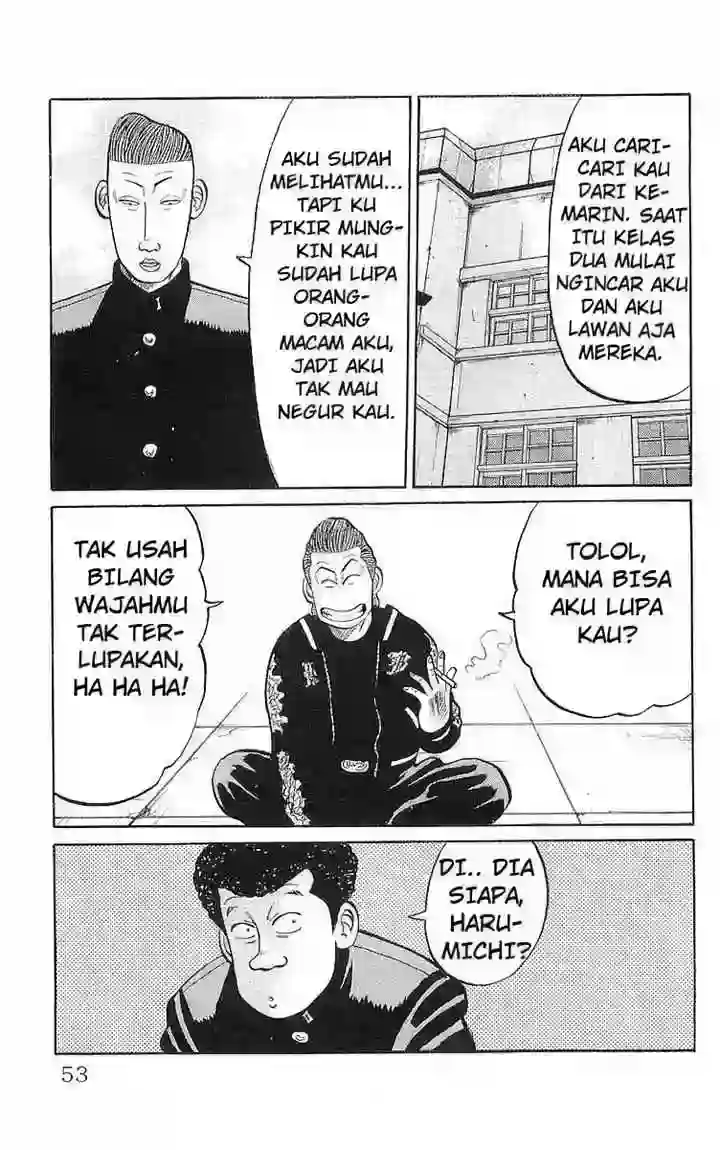 AKU CARI-
CARI KAU
DARI KE-
MARIN. SAAT
ITU KELAS
DUA MULAI
NGINCAR AKU
DAN AKU
LAWAN AJA
MEREKA.
AKU SUDAH
MELIHATMU...
TAPI KU
PIKIR MUNG-
KIN KAU
SUDAH LUPA
ORANG-
ORANG
MACAM AKU,
JADI AKU
TAK MAU
NEGUR KAU.
TOLOL,
MANA BISA
AKU LUPA
KAU?
TAK USAH
BILANG
WAJAHMU
TAK TER-
LUPAKAN,
HA HA HA!
DI.. DIA
SIAPA,
HARU-
MICHI?
53